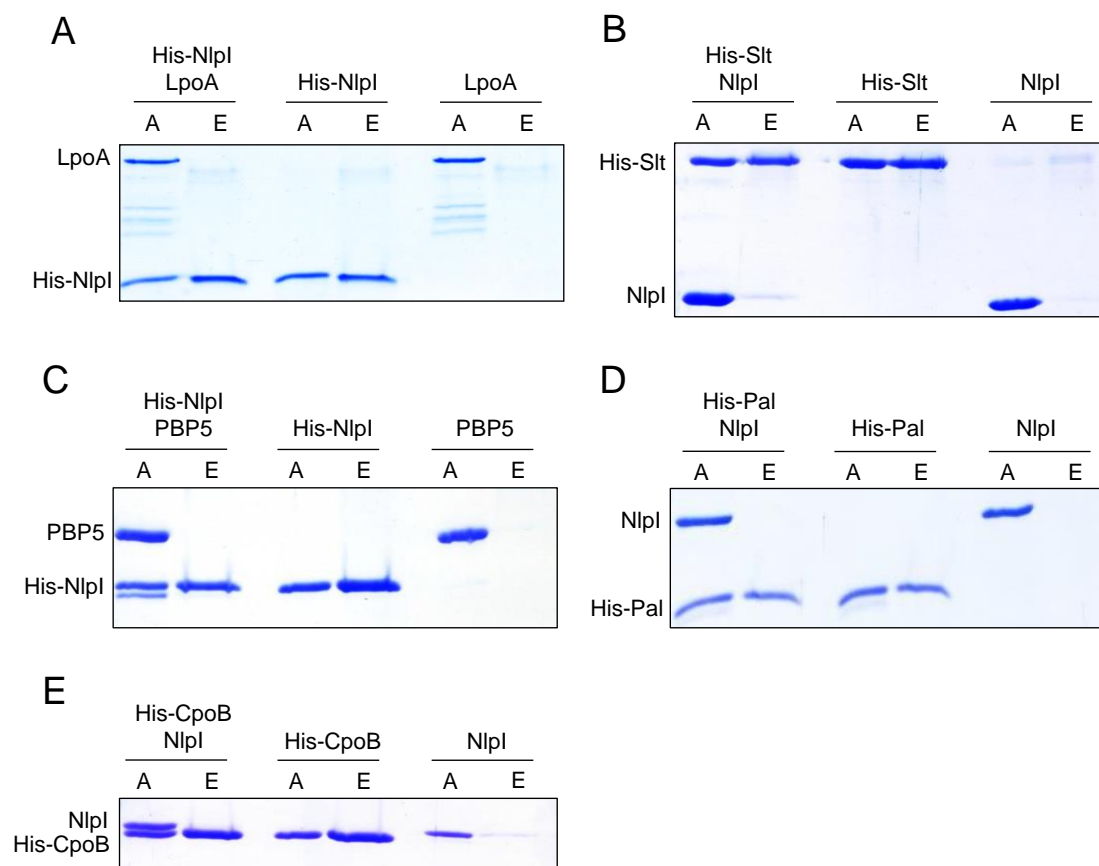 A
His-NlpI
LpoA
His-NlpI
LpoA
A E A E A E
LpoA
His-NlpI
B
His-Slt
NlpI
His-Slt
NlpI
A E A E A E
His-Slt
NlpI
C
His-NlpI
PBP5
His-NlpI
PBP5
A E A E A E
PBP5
His-NlpI
D
His-Pal
NlpI
His-Pal
NlpI
A E A E A E
NlpI
His-Pal
E
His-CpoB
NlpI
His-CpoB
NlpI
A E A E A E
NlpI
His-CpoB